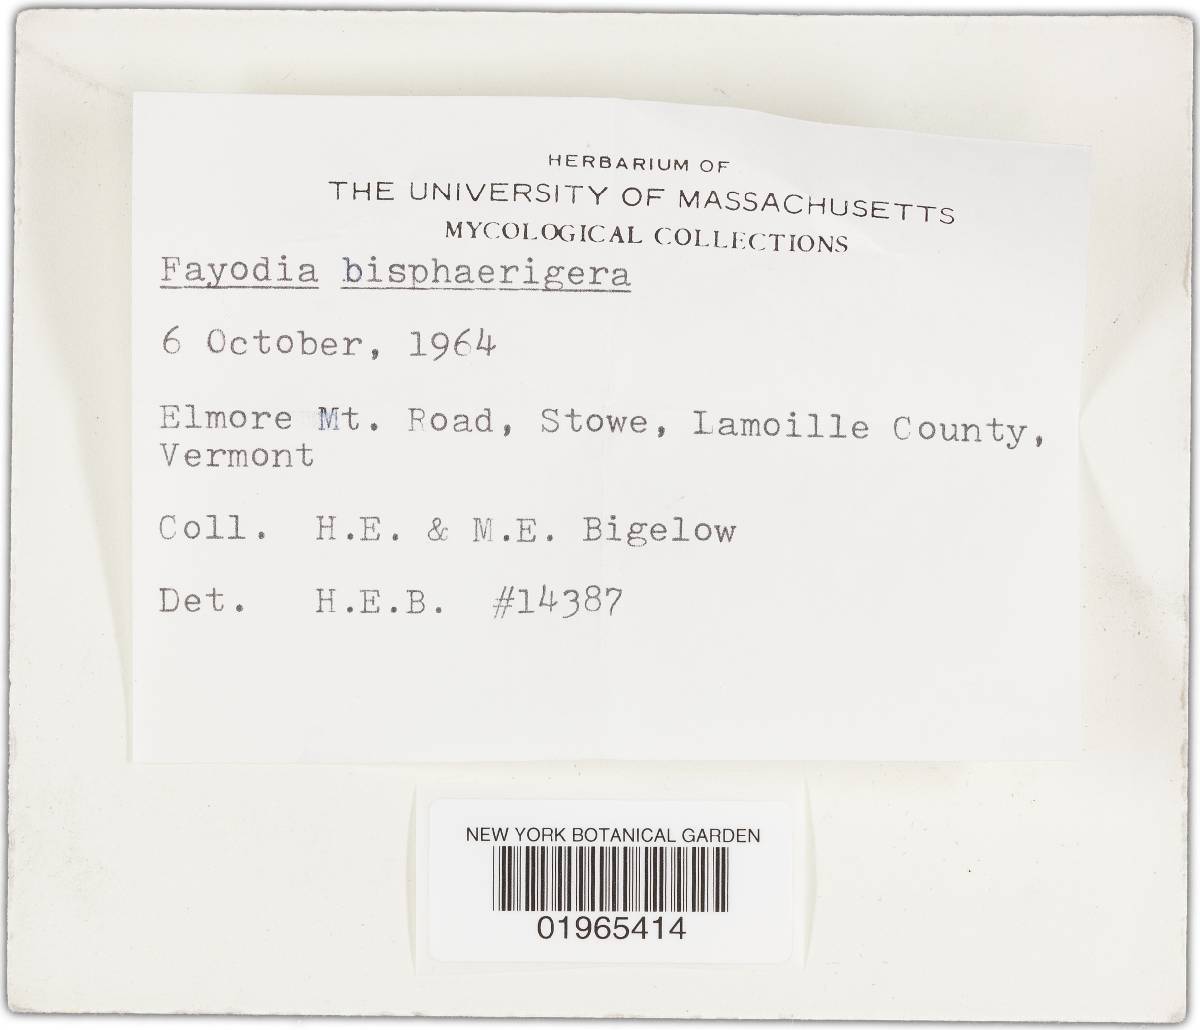 HERBARIUM OF
THE UNIVERSITY OF MASSACHUSETTS
MYCOLOGICAL COLLECTIONS
Fayodia bisphaerigera
6 October, 1964
Elmore Mt. Road, Stowe, Lamoille County,
Vermont
Coll. H.E. & M.E. Bigelow
Det. H.E.B. #14387
NEW YORK BOTANICAL GARDEN
01965414